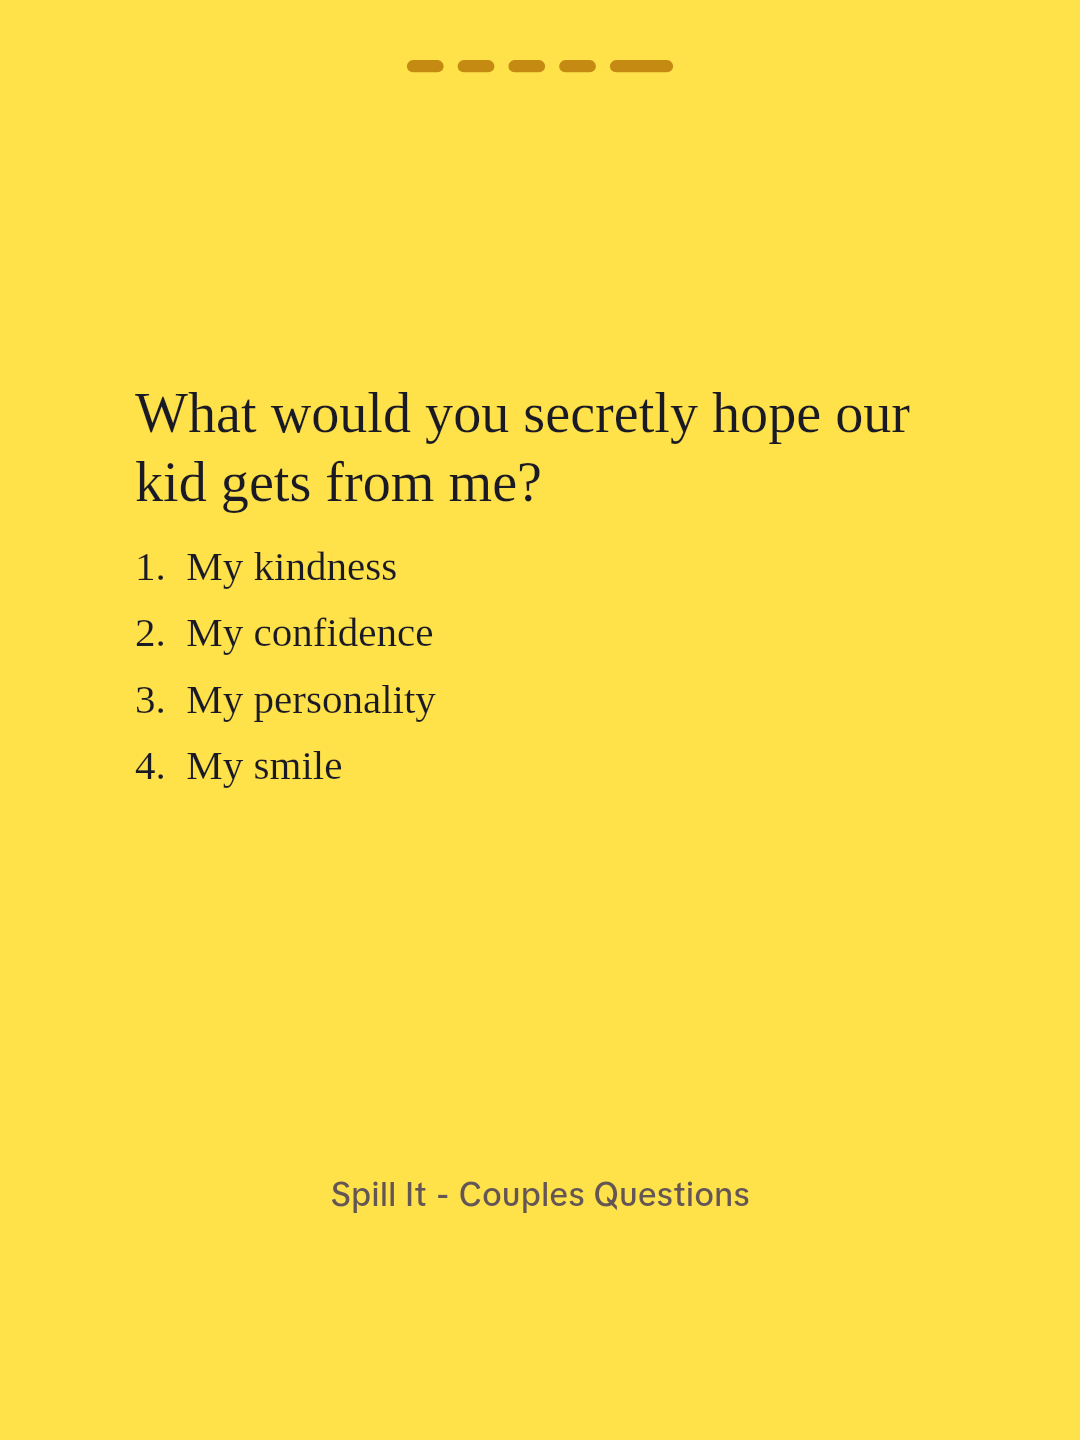 What would you secretly hope our
kid gets from me?
1. My kindness
2. My confidence
3. My personality
4. My smile
Spill It - Couples Questions